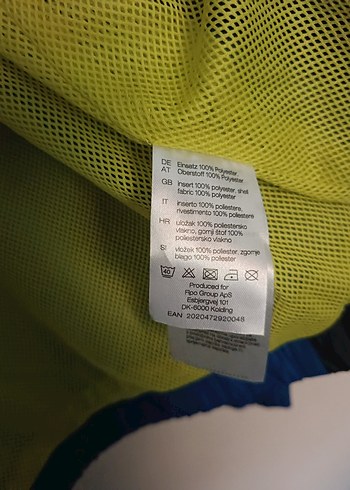 DE Einsatz 100% Polyester
AT Oberstoff 100% Polyester
GB insert 100% polyester, shell
fabric 100% polyester
IT inserto 100% poliestere,
rivestimento 100% poliestere
HR uložak 100% poliestersko
vlakno, gornji štof 100%
poliestersko vlakno
SI vložek 100% poliester, zgornje
blago 100% poliester
40
Produced for
Rpo Group ApS
Esbjergvej 101
DK-6000 Kolding
EAN 2020472920048